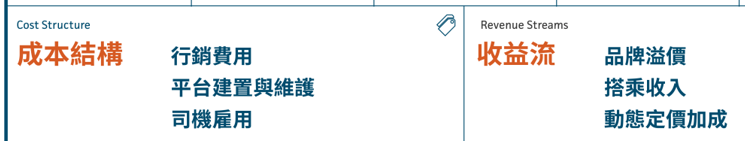 Cost Structure
成本結構
行銷費用
平台建置與維護
司機雇用
Revenue Streams
收益流
品牌溢價
搭乘收入
動態定價加成